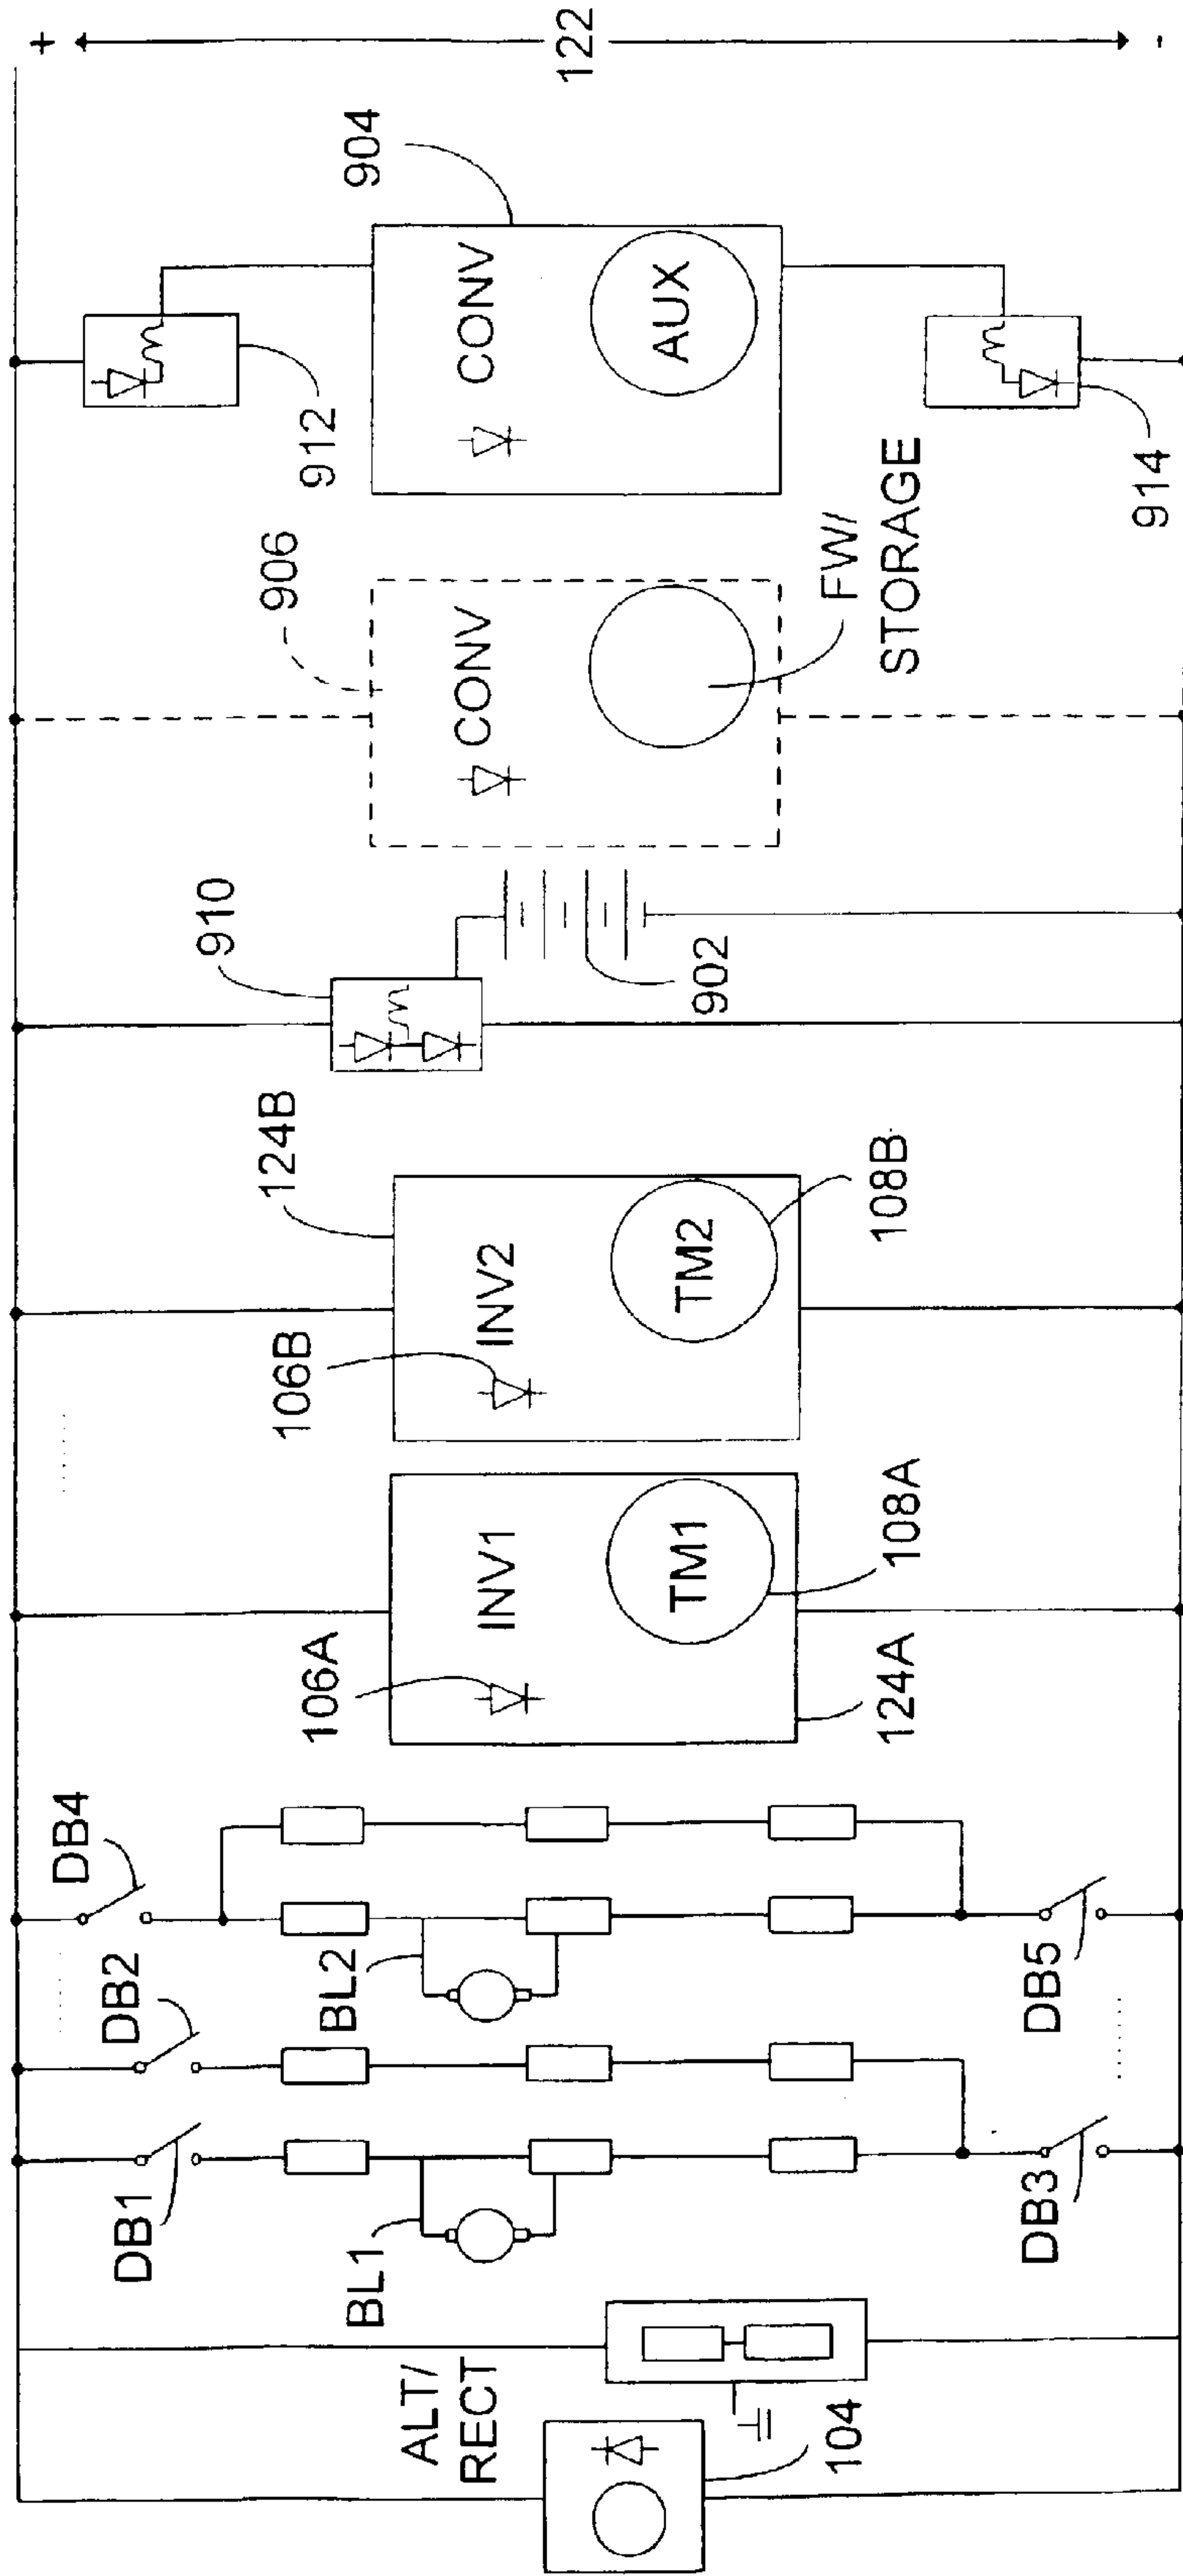 ALT/
RECT
104
BL1
DB1
DB2
DB3
BL2
DB4
DB5
106A
INV1
TM1
108A
124A
106B
INV2
TM2
108B
124B
910
902
906
CONV
FW/
STORAGE
912
CONV
AUX
904
914
+
122
-